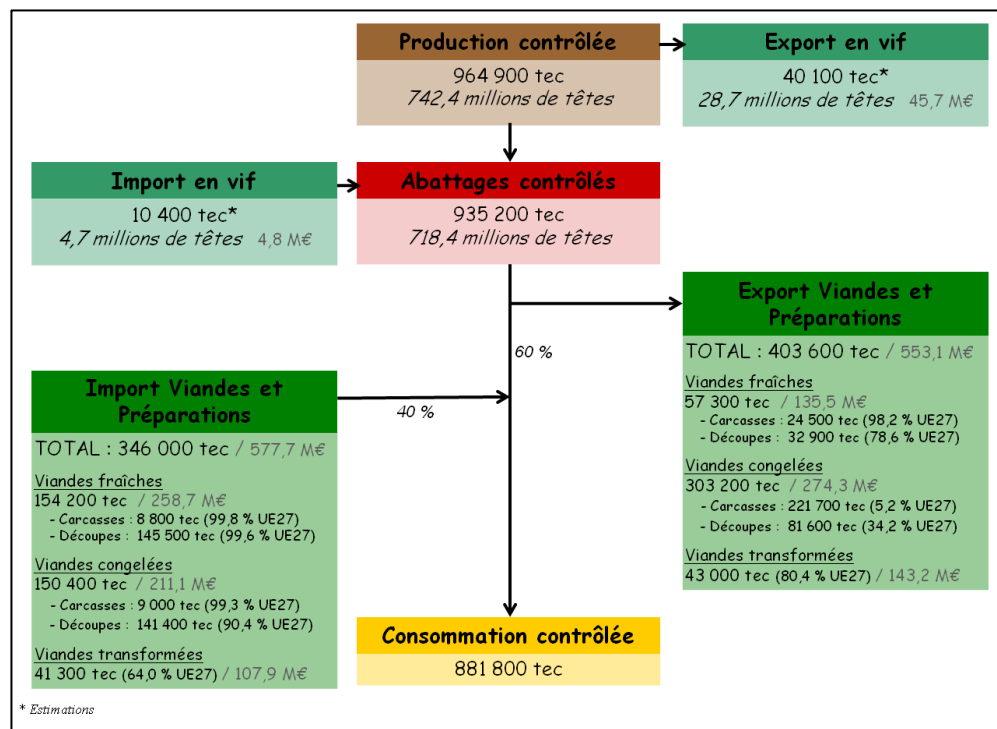 Production contrôlée
964 900 tec
742,4 millions de têtes
Export en vif
40 100 tec*
28,7 millions de têtes 45,7 M€
Import en vif
10 400 tec*
4,7 millions de têtes 4,8 M€
Abattages contrôlés
935 200 tec
718,4 millions de têtes
60 %
40 %
Export Viandes et
Préparations
TOTAL : 403 600 tec / 553,1 M€
Viandes fraîches
57 300 tec / 135,5 M€
- Carcasses : 24 500 tec (98,2 % UE27)
- Découpes : 32 900 tec (78,6 % UE27)
Viandes congelées
303 200 tec / 274,3 M€
- Carcasses : 221 700 tec (5,2 % UE27)
- Découpes : 81 600 tec (34,2 % UE27)
Viandes transformées
43 000 tec (80,4 % UE27) / 143,2 M€
Import Viandes et
Préparations
TOTAL : 346 000 tec / 577,7 M€
Viandes fraîches
154 200 tec / 258,7 M€
- Carcasses : 8 800 tec (99,8 % UE27)
- Découpes : 145 500 tec (99,6 % UE27)
Viandes congelées
150 400 tec / 211,1 M€
- Carcasses : 9 000 tec (99,3 % UE27)
- Découpes : 141 400 tec (90,4 % UE27)
Viandes transformées
41 300 tec (64,0 % UE27) / 107,9 M€
Consommation contrôlée
881 800 tec
* Estimations